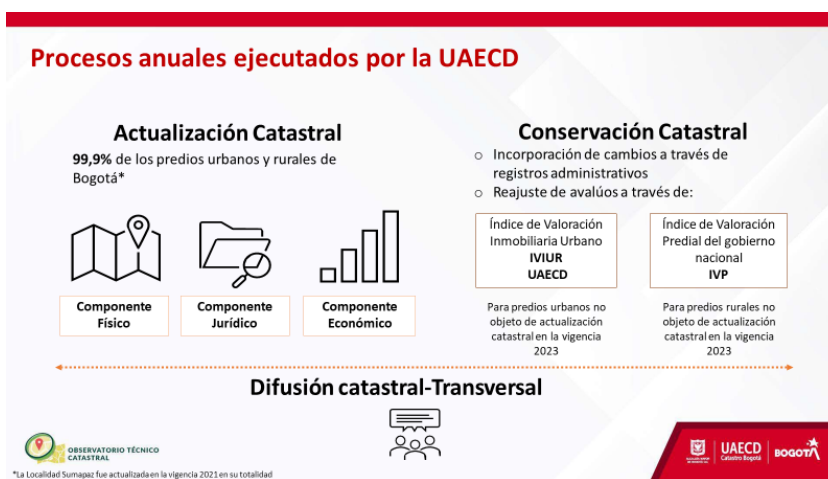 Procesos anuales ejecutados por la UAECD
Actualización Catastral
99,9% de los predios urbanos y rurales de
Bogotá*
Componente
Físico
Componente
Jurídico
Componente
Económico
Conservación Catastral
o Incorporación de cambios a través de
registros administrativos
o Reajuste de avalúos a través de:
Índice de Valoración
Inmobiliaria Urbano
IVIUR
UAECD
Para predios urbanos no
objeto de actualización
catastral en la vigencia
2023
Índice de Valoración
Predial del gobierno
nacional
IVP
Para predios rurales no
objeto de actualización
catastral en la vigencia
2023
Difusión catastral-Transversal
OBSERVATORIO TÉCNICO
CATASTRAL
UAECD
Catastro Bogotá
BOGOTÁ
*La Localidad Sumapaz fue actualizada en la vigencia 2021 en su totalidad